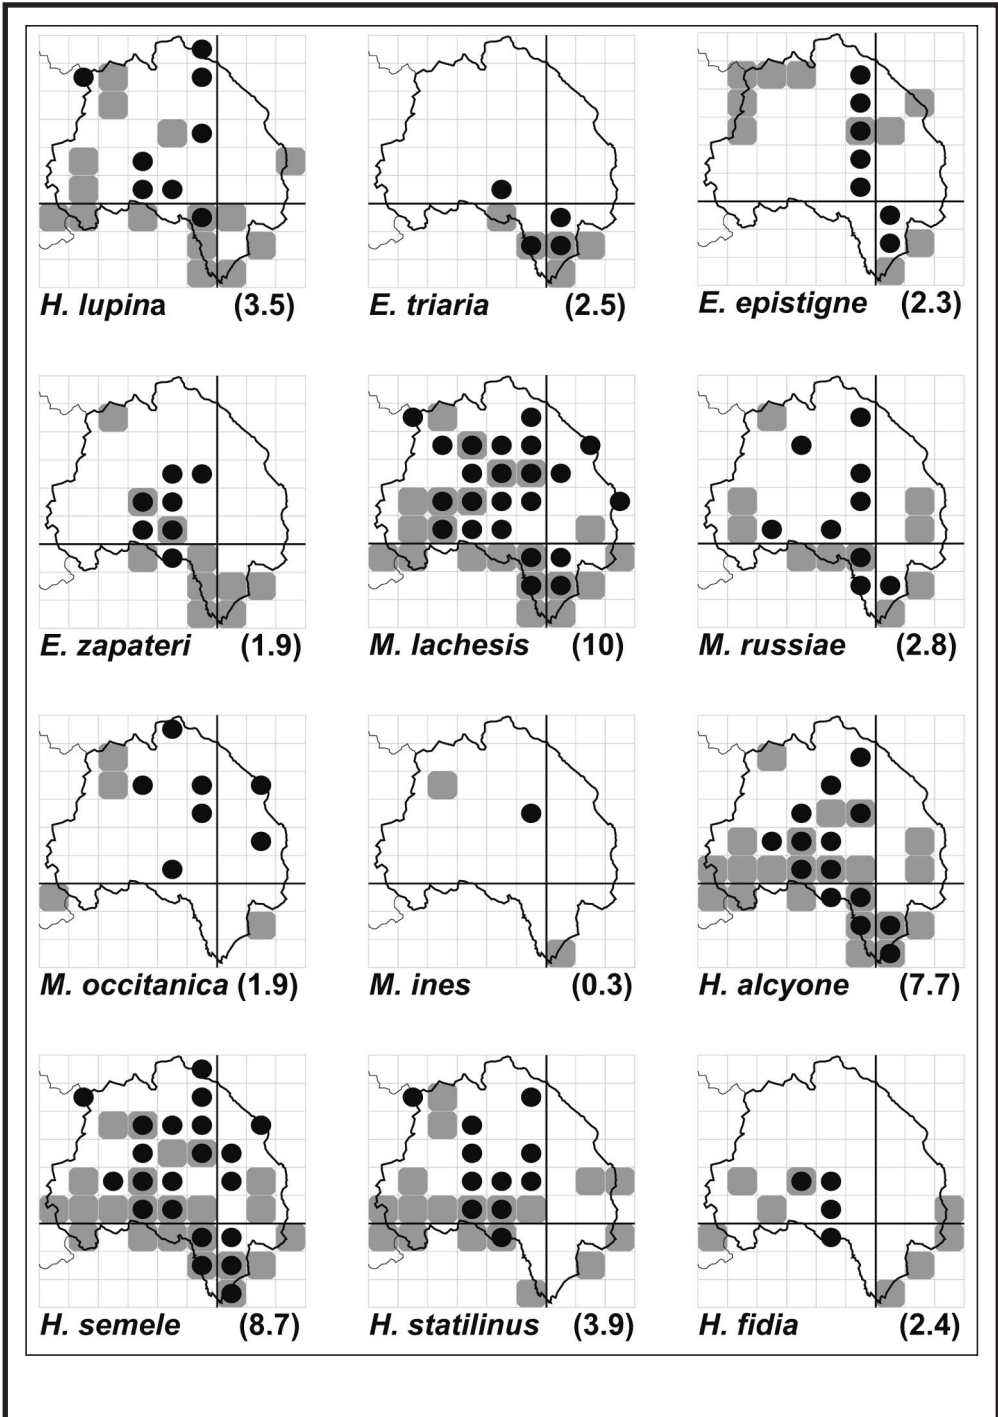 H. lupina (3.5)
E. triaria (2.5)
E. epistigne (2.3)
E. zapateri (1.9)
M. lachesis (10)
M. russiae (2.8)
M. occitanica (1.9)
M. ines (0.3)
H. alcyone (7.7)
H. semele (8.7)
H. statilinus (3.9)
H. fidia (2.4)